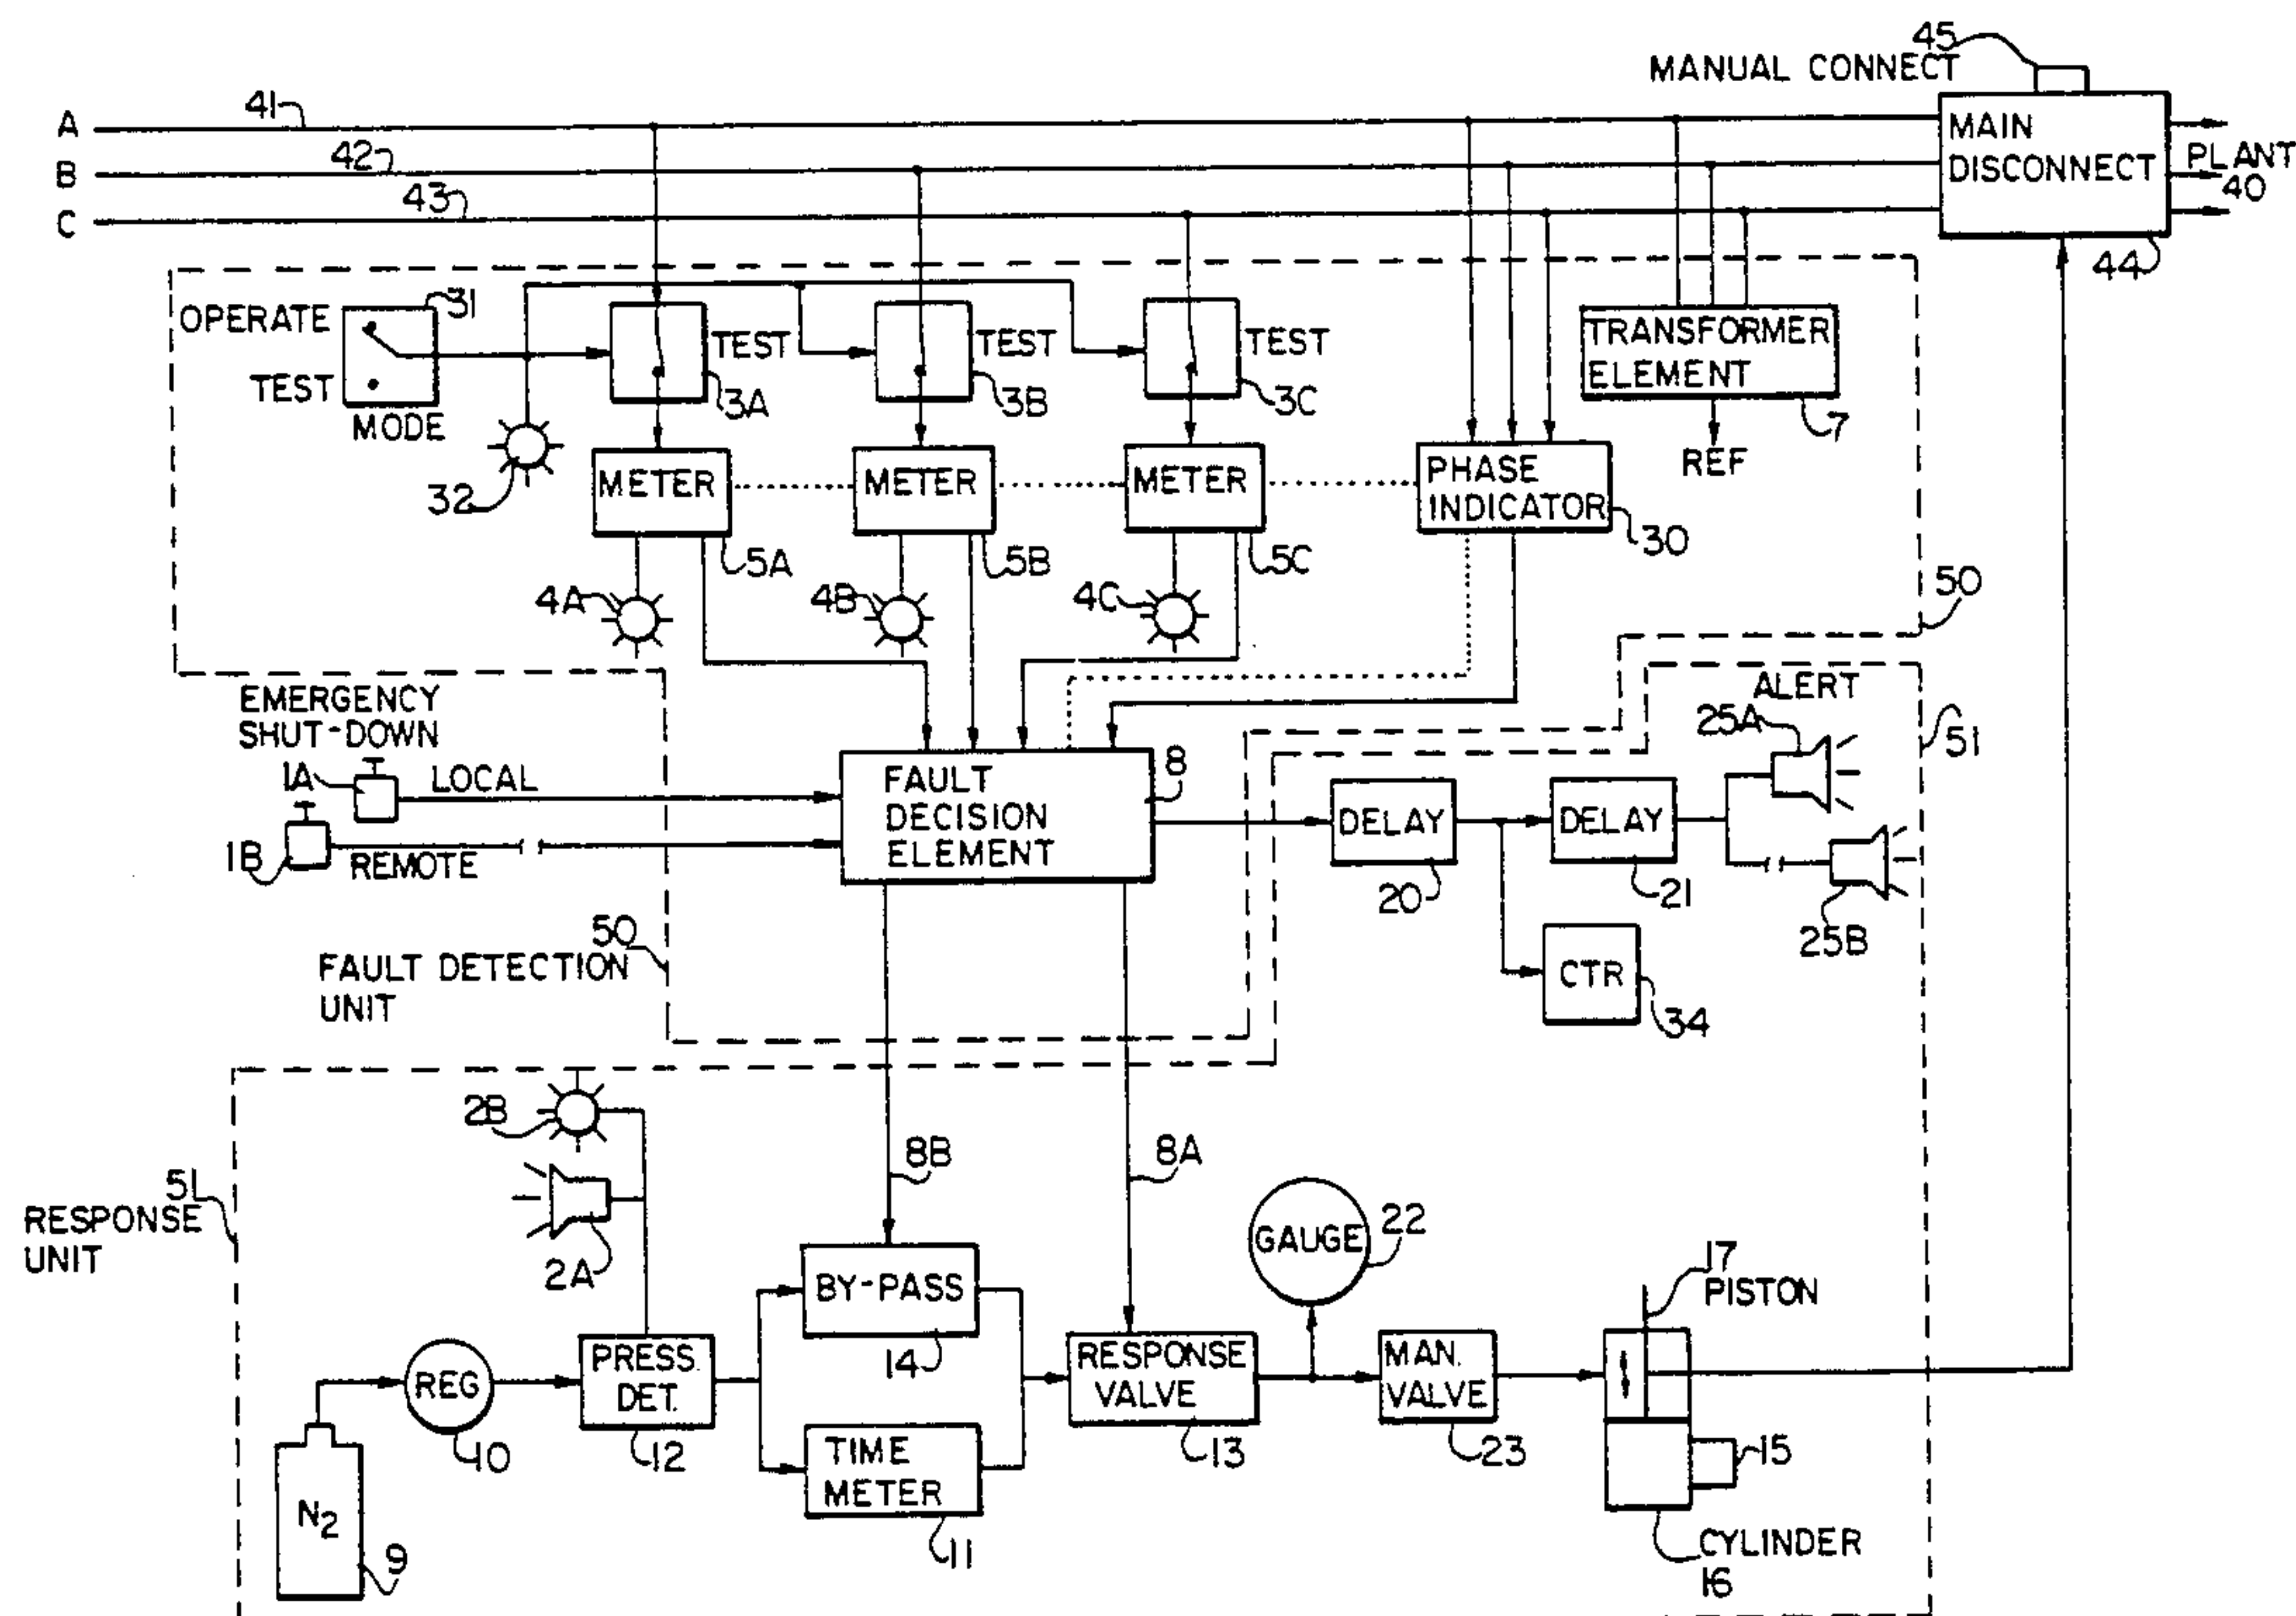 45
MANUAL CONNECT
A
41
B
42
C
43
MAIN
DISCONNECT
PLANT
40
44
OPERATE
31
TEST
MODE
32
TEST
3A
TEST
3B
TEST
3C
TRANSFORMER
ELEMENT
7
REF
METER
5A
METER
5B
METER
5C
PHASE
INDICATOR
30
4A
4B
4C
50
EMERGENCY
SHUT-DOWN
1A
LOCAL
1B
REMOTE
FAULT
DECISION
ELEMENT
8
ALERT
25A
51
DELAY
20
DELAY
21
25B
CTR
34
50
FAULT DETECTION
UNIT
2B
2A
8B
8A
51
RESPONSE
UNIT
GAUGE
22
BY-PASS
14
17
PISTON
REG
10
PRESS.
DET.
12
RESPONSE
VALVE
13
MAN.
VALVE
23
TIME
METER
11
15
N2
9
CYLINDER
16